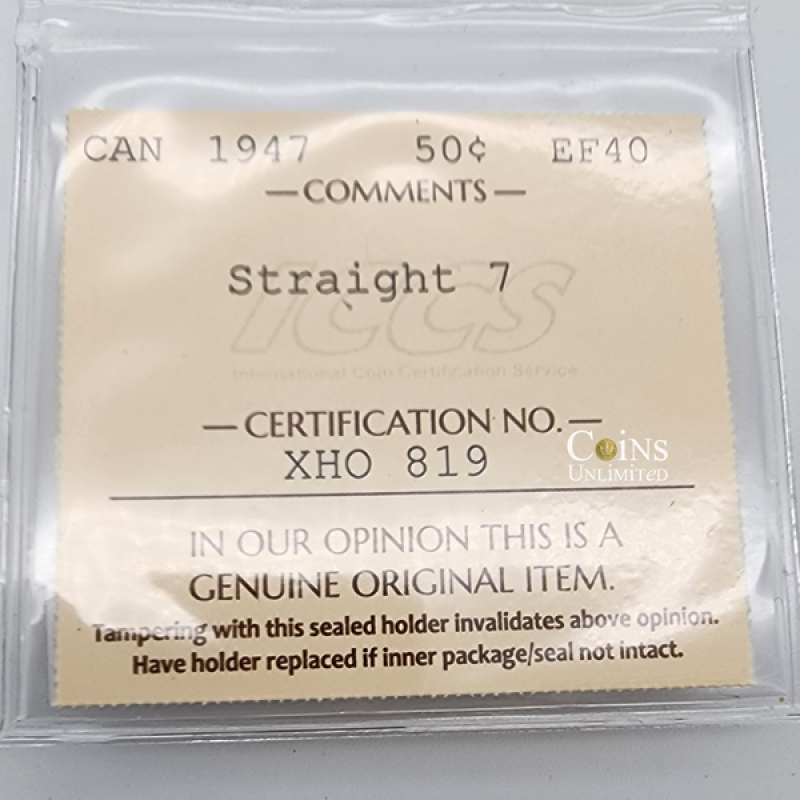 CAN 1947 50¢ EF40
—COMMENTS—
Straight 7
ICCS
International Coin Certification Service
—CERTIFICATION NO.—
XHO 819
COiNS
UNLIMITED
IN OUR OPINION THIS IS A
GENUINE ORIGINAL ITEM.
Tampering with this sealed holder invalidates above opinion.
Have holder replaced if inner package/seal not intact.